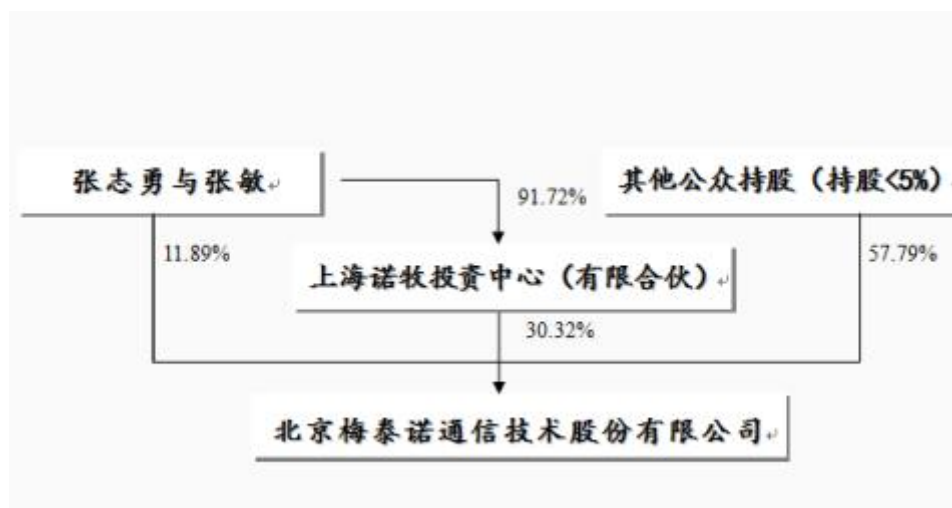 张志勇与张敏
其他公众持股（持股<5%）
91.72%
11.89%
57.79%
上海诺牧投资中心（有限合伙）
30.32%
北京梅泰诺通信技术股份有限公司